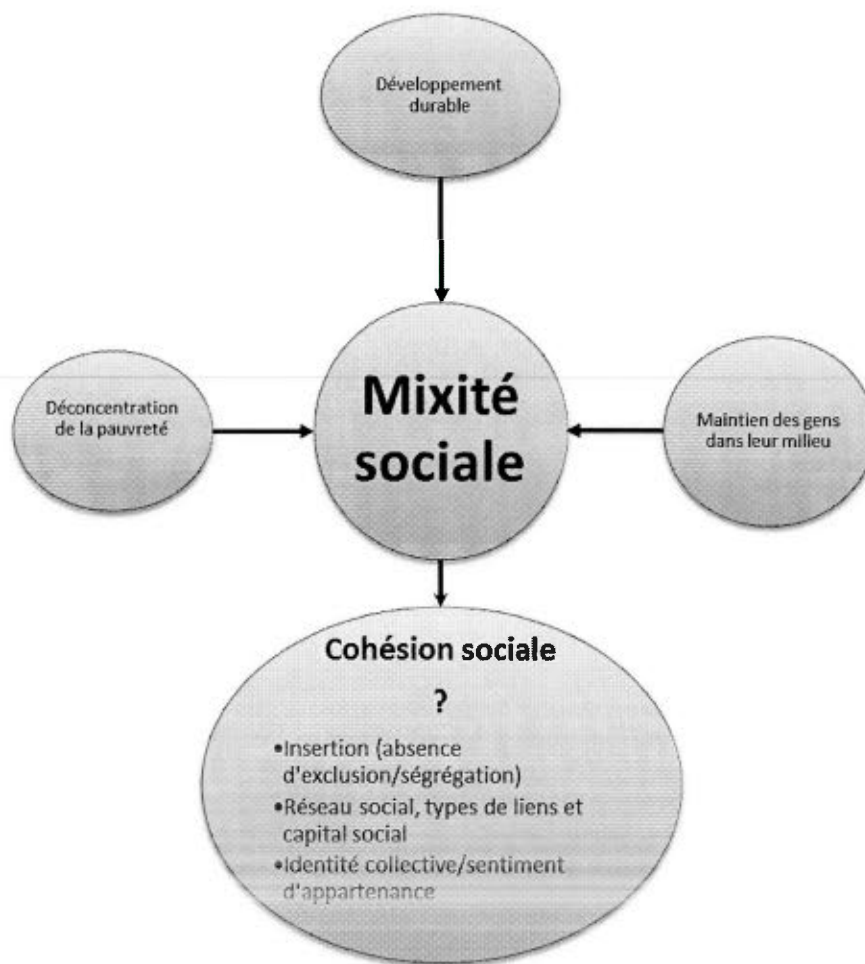 Développement
durable
Déconcentration
de la pauvreté
Mixité
sociale
Maintien des gens
dans leur milieu
Cohésion sociale
?
•Insertion (absence
d'exclusion/ségrégation)
•Réseau social, types de liens et
capital social
•Identité collective/sentiment
d'appartenance